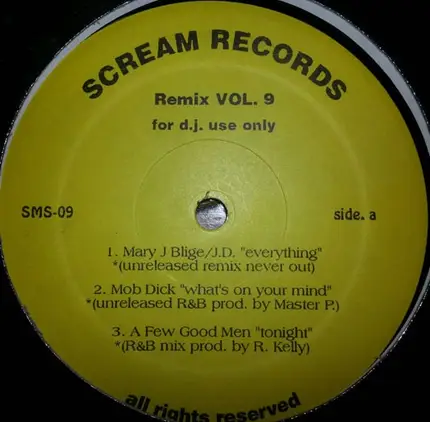 SCREAM RECORDS
Remix VOL. 9
for d.j. use only
SMS-09
side. a
1. Mary J Blige/J.D. "everything"
*(unreleased remix never out)
2. Mob Dick "what's on your mind"
*(unreleased R&B prod. by Master P.)
3. A Few Good Men "tonight"
*(R&B mix prod. by R. Kelly)
all rights reserved